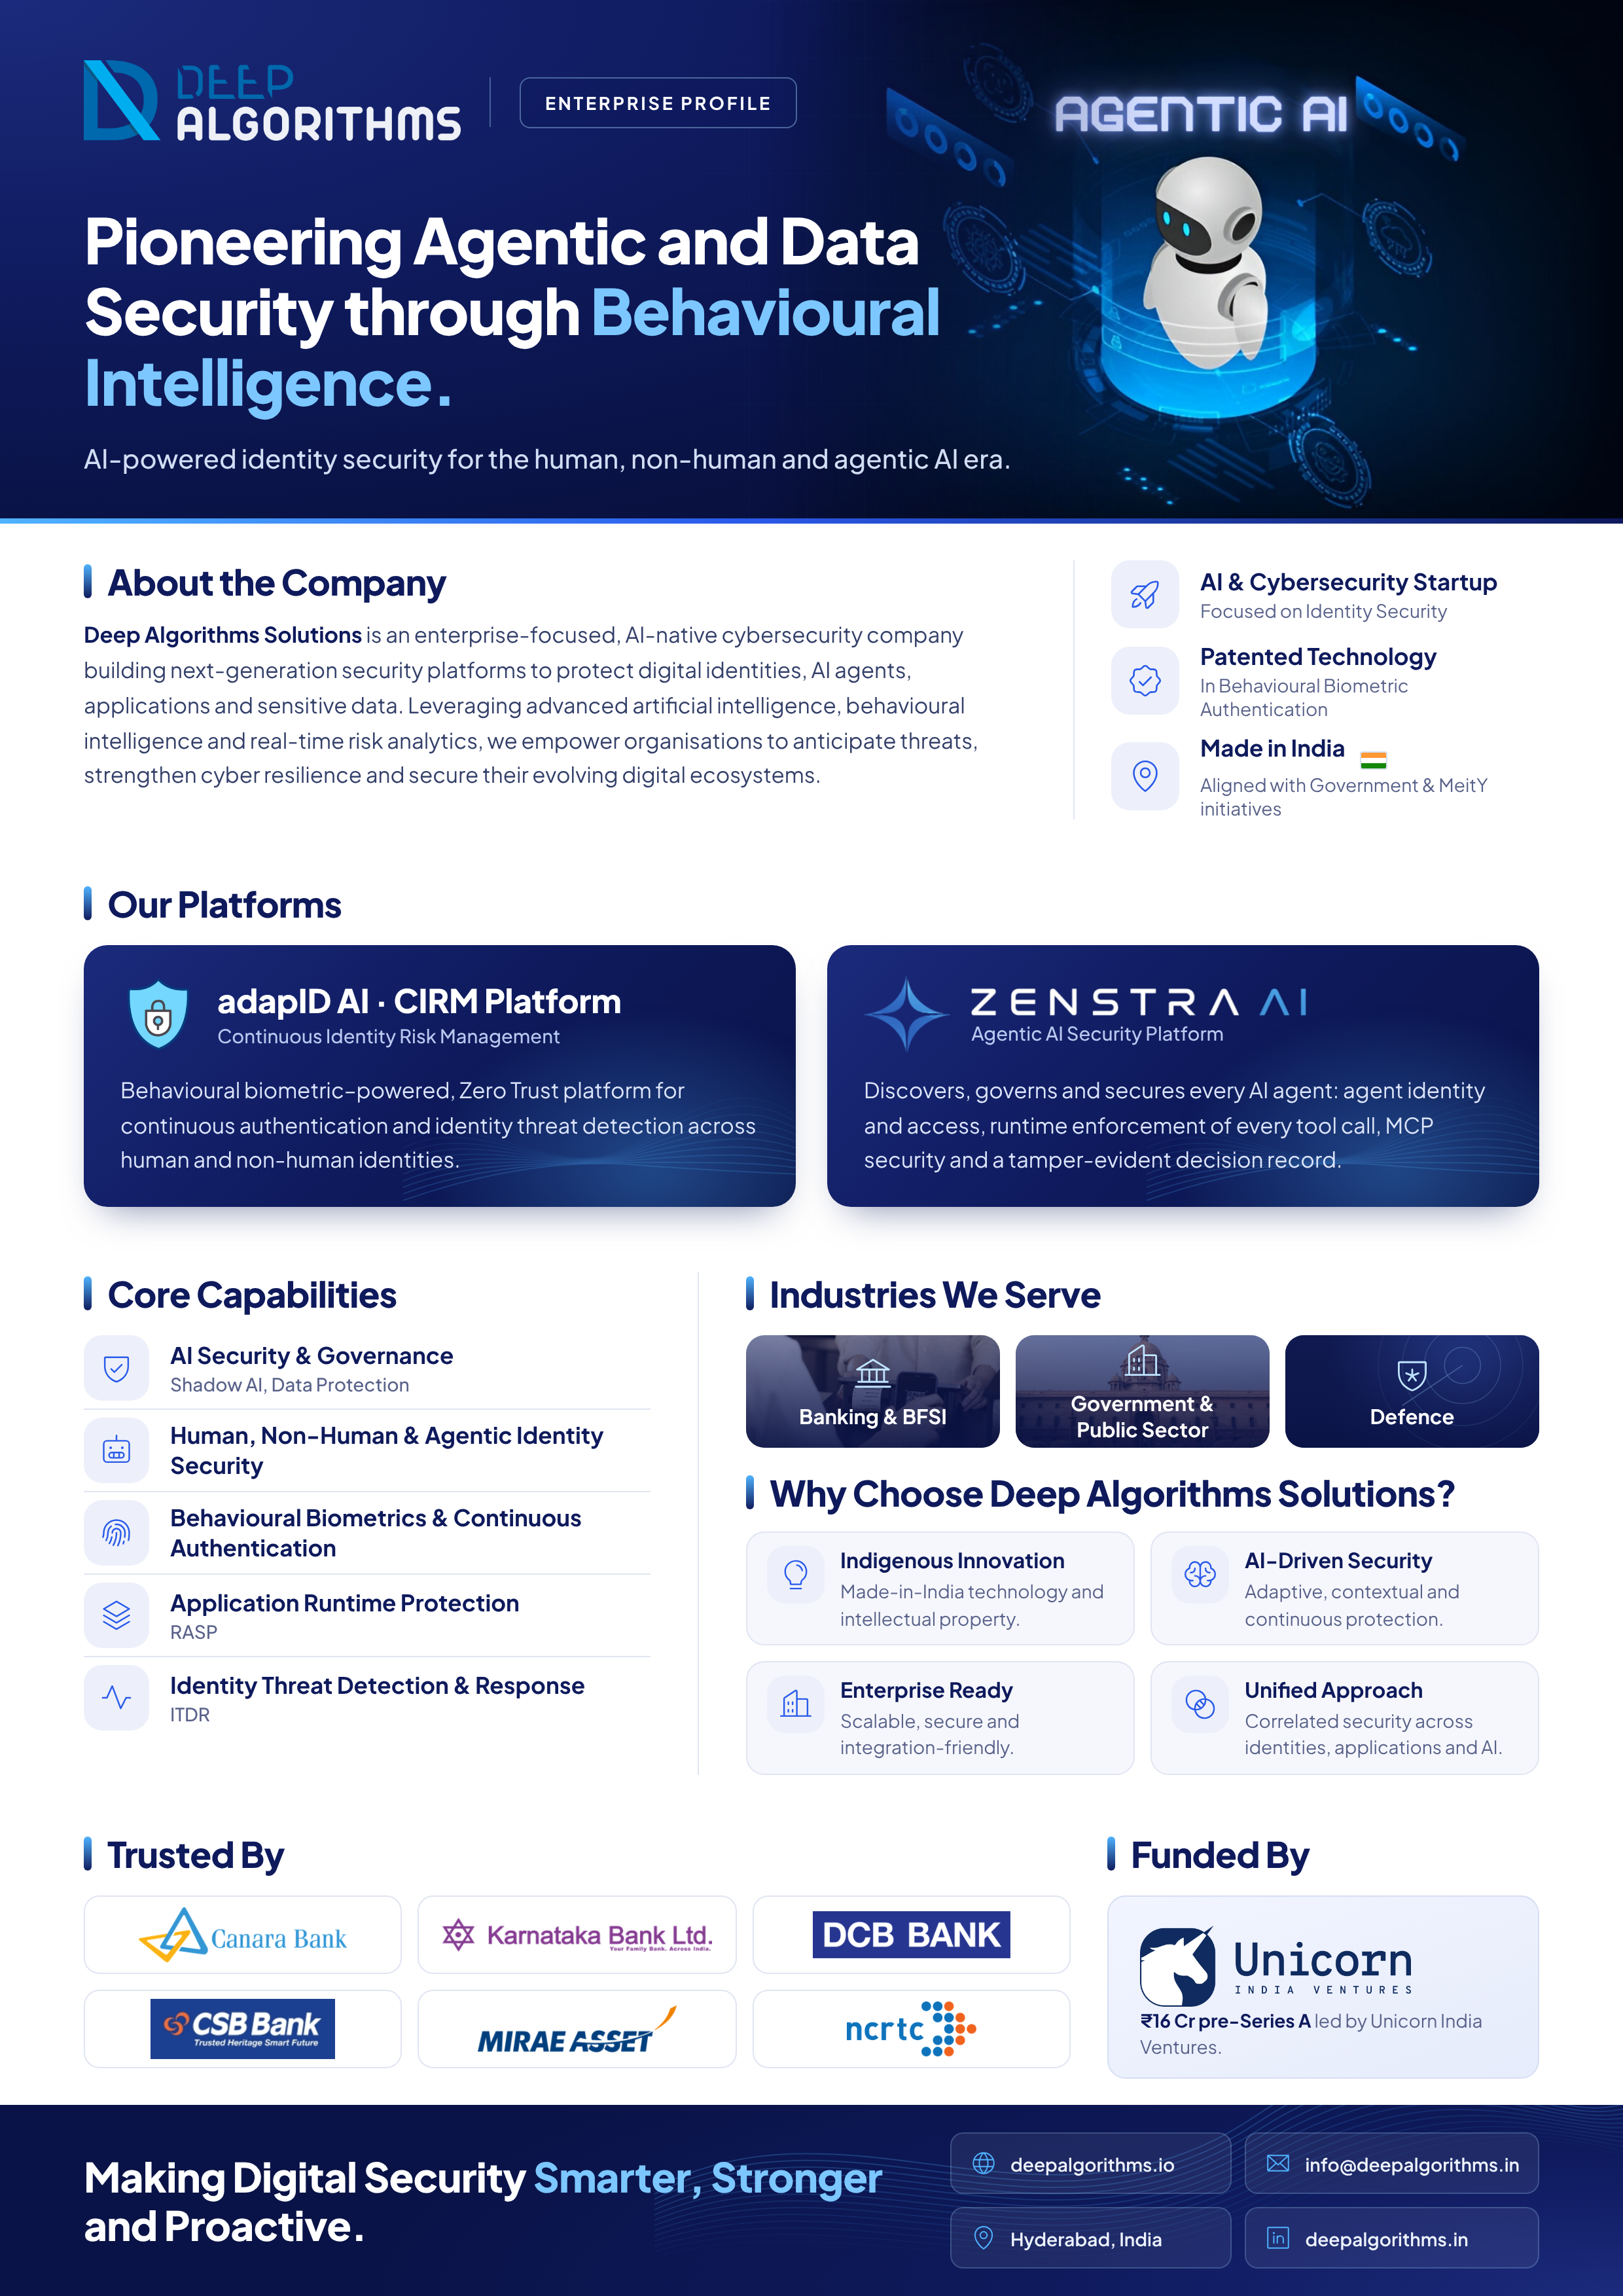 DEEP
ALGORITHMS
ENTERPRISE PROFILE
AGENTIC AI
Pioneering Agentic and Data
Security through Behavioural
Intelligence.
AI-powered identity security for the human, non-human and agentic AI era.
About the Company
Deep Algorithms Solutions is an enterprise-focused, AI-native cybersecurity company
building next-generation security platforms to protect digital identities, AI agents,
applications and sensitive data. Leveraging advanced artificial intelligence, behavioural
intelligence and real-time risk analytics, we empower organisations to anticipate threats,
strengthen cyber resilience and secure their evolving digital ecosystems.
AI & Cybersecurity Startup
Focused on Identity Security
Patented Technology
In Behavioural Biometric
Authentication
Made in India
Aligned with Government & MeitY
initiatives
Our Platforms
adapID AI · CIRM Platform
Continuous Identity Risk Management
Behavioural biometric-powered, Zero Trust platform for
continuous authentication and identity threat detection across
human and non-human identities.
ZENSTRA AI
Agentic AI Security Platform
Discovers, governs and secures every AI agent: agent identity
and access, runtime enforcement of every tool call, MCP
security and a tamper-evident decision record.
Core Capabilities
AI Security & Governance
Shadow AI, Data Protection
Human, Non-Human & Agentic Identity
Security
Behavioural Biometrics & Continuous
Authentication
Application Runtime Protection
RASP
Identity Threat Detection & Response
ITDR
Industries We Serve
Banking & BFSI
Government &
Public Sector
Defence
Why Choose Deep Algorithms Solutions?
Indigenous Innovation
Made-in-India technology and
intellectual property.
AI-Driven Security
Adaptive, contextual and
continuous protection.
Enterprise Ready
Scalable, secure and
integration-friendly.
Unified Approach
Correlated security across
identities, applications and AI.
Trusted By
Canara Bank
Karnataka Bank Ltd.
Your Family Bank. Across India.
DCB BANK
CSB Bank
Trusted Heritage Smart Future
MIRAE ASSET
ncrtc
Funded By
Unicorn
INDIA VENTURES
₹16 Cr pre-Series A led by Unicorn India
Ventures.
Making Digital Security Smarter, Stronger
and Proactive.
deepalgorithms.io
info@deepalgorithms.in
Hyderabad, India
deepalgorithms.in